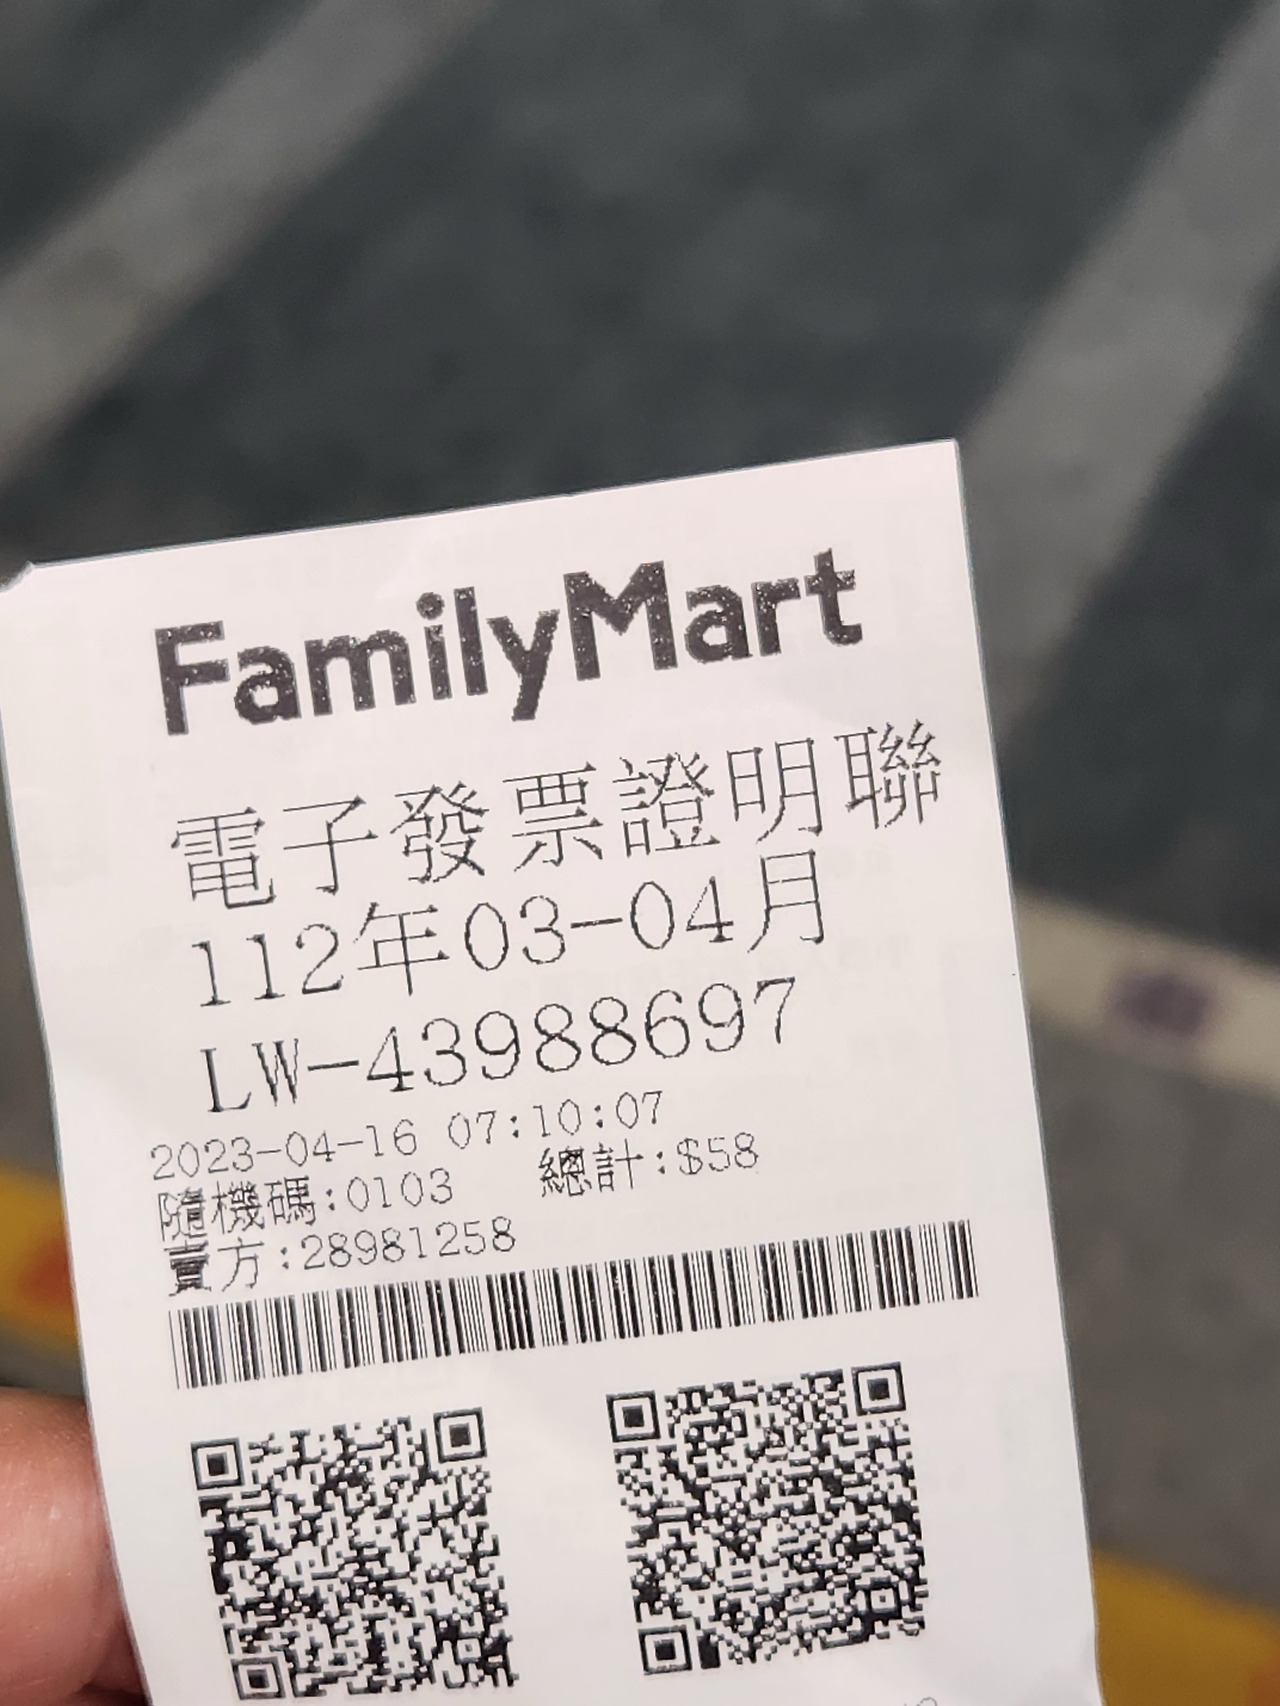 FamilyMart
電子發票證明聯
112年03-04月
LW-43988697
2023-04-16 07:10:07
隨機碼:0103 總計:$58
賣方:28981258